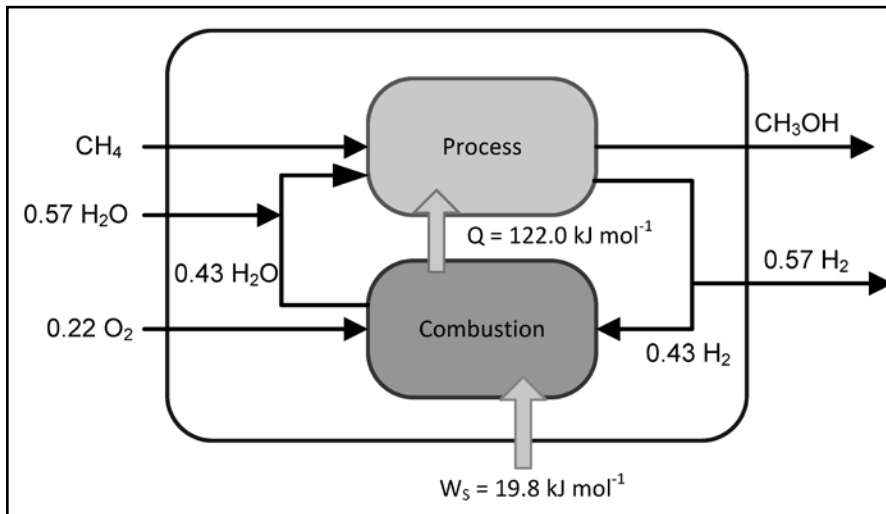 CH₃OH
CH₄
Process
0.57 H₂O
Q = 122.0 kJ mol⁻¹
0.57 H₂
0.43 H₂O
0.22 O₂
Combustion
0.43 H₂
Wₛ = 19.8 kJ mol⁻¹